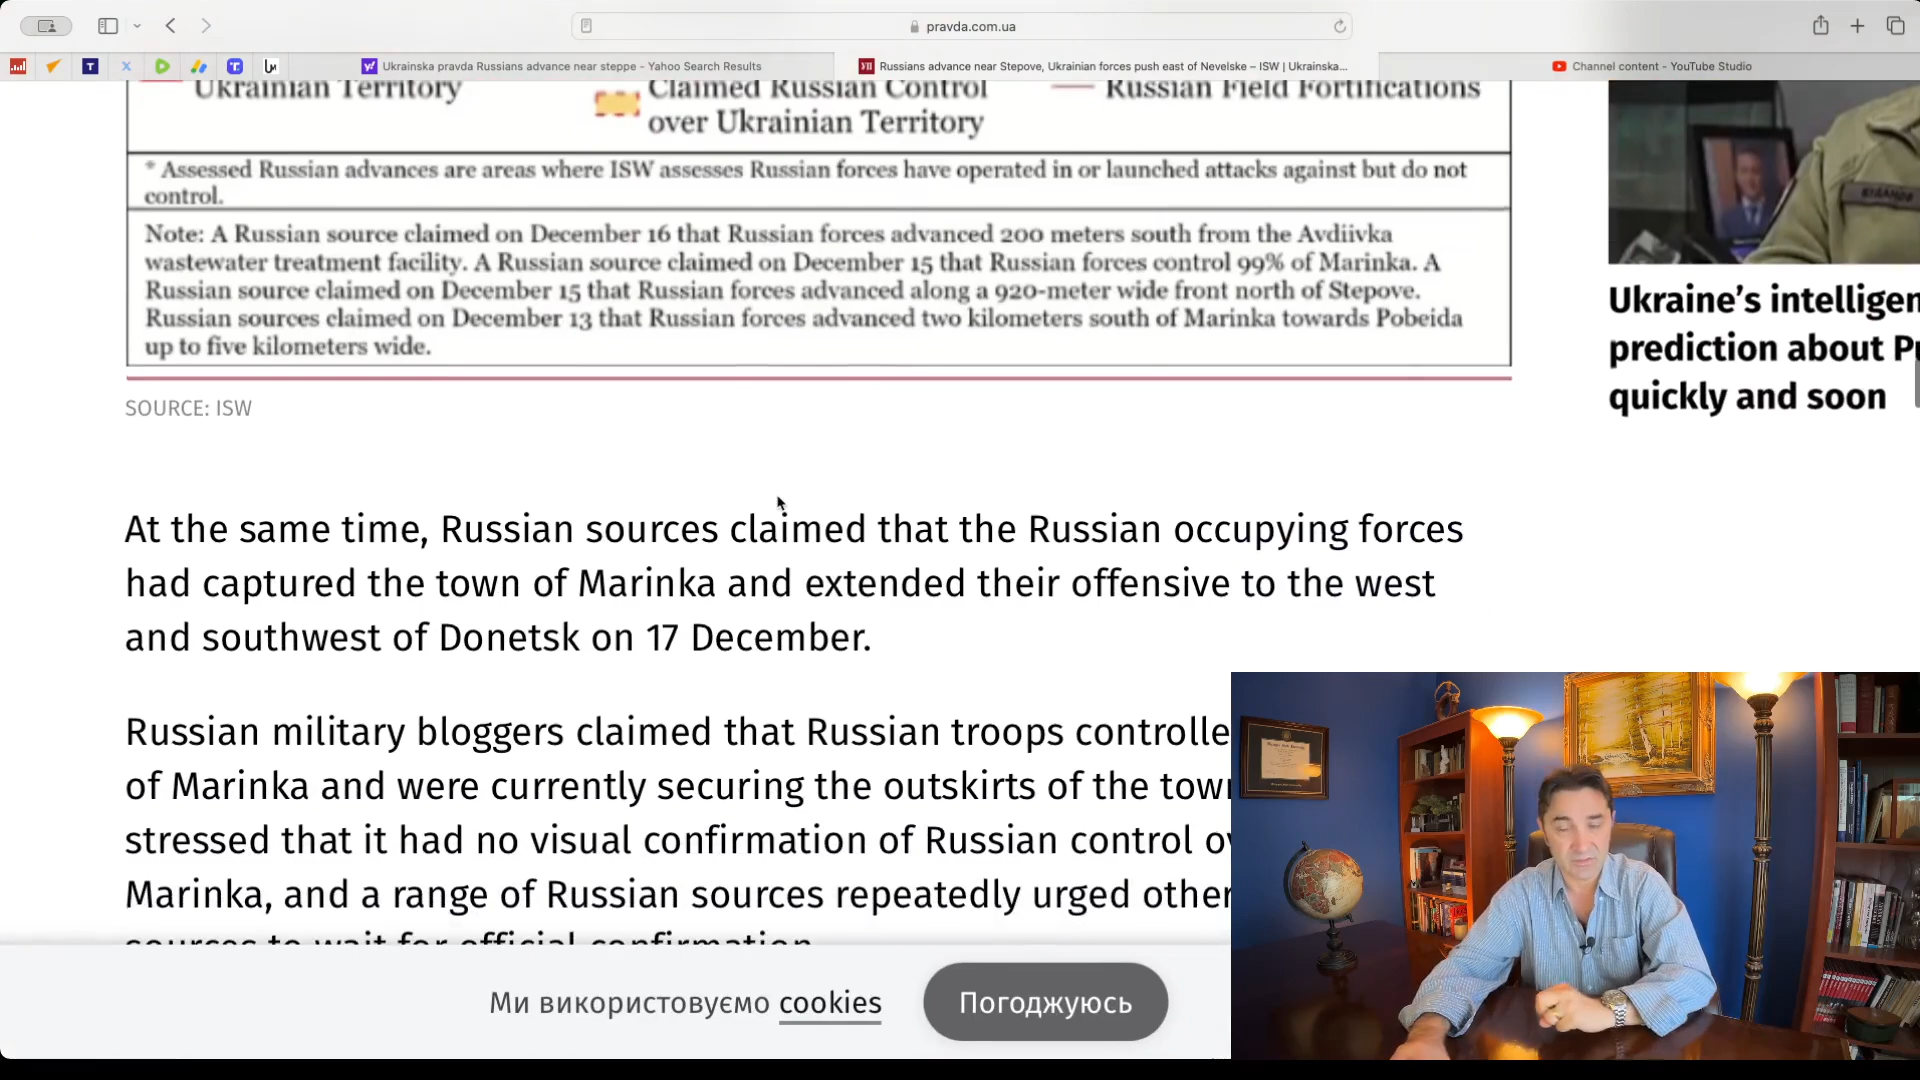 pravda.com.ua
Ukrainska pravda Russians advance near steppe - Yahoo Search Results
Russians advance near Stepove, Ukrainian forces push east of Nevelske – ISW | Ukrainska...
Channel content - YouTube Studio
Ukrainian Territory
Claimed Russian Control
over Ukrainian Territory
Russian Field Fortifications
* Assessed Russian advances are areas where ISW assesses Russian forces have operated in or launched attacks against but do not
control.
Note: A Russian source claimed on December 16 that Russian forces advanced 200 meters south from the Avdiivka
wastewater treatment facility. A Russian source claimed on December 15 that Russian forces control 99% of Marinka. A
Russian source claimed on December 15 that Russian forces advanced along a 920-meter wide front north of Stepove.
Russian sources claimed on December 13 that Russian forces advanced two kilometers south of Marinka towards Pobeida
up to five kilometers wide.
SOURCE: ISW
Ukraine’s intelligen
prediction about P
quickly and soon
At the same time, Russian sources claimed that the Russian occupying forces
had captured the town of Marinka and extended their offensive to the west
and southwest of Donetsk on 17 December.
Russian military bloggers claimed that Russian troops controlle
of Marinka and were currently securing the outskirts of the tow
stressed that it had no visual confirmation of Russian control ov
Marinka, and a range of Russian sources repeatedly urged other
sources to wait for official confirmation.
Ми використовуємо cookies
Погоджуюсь